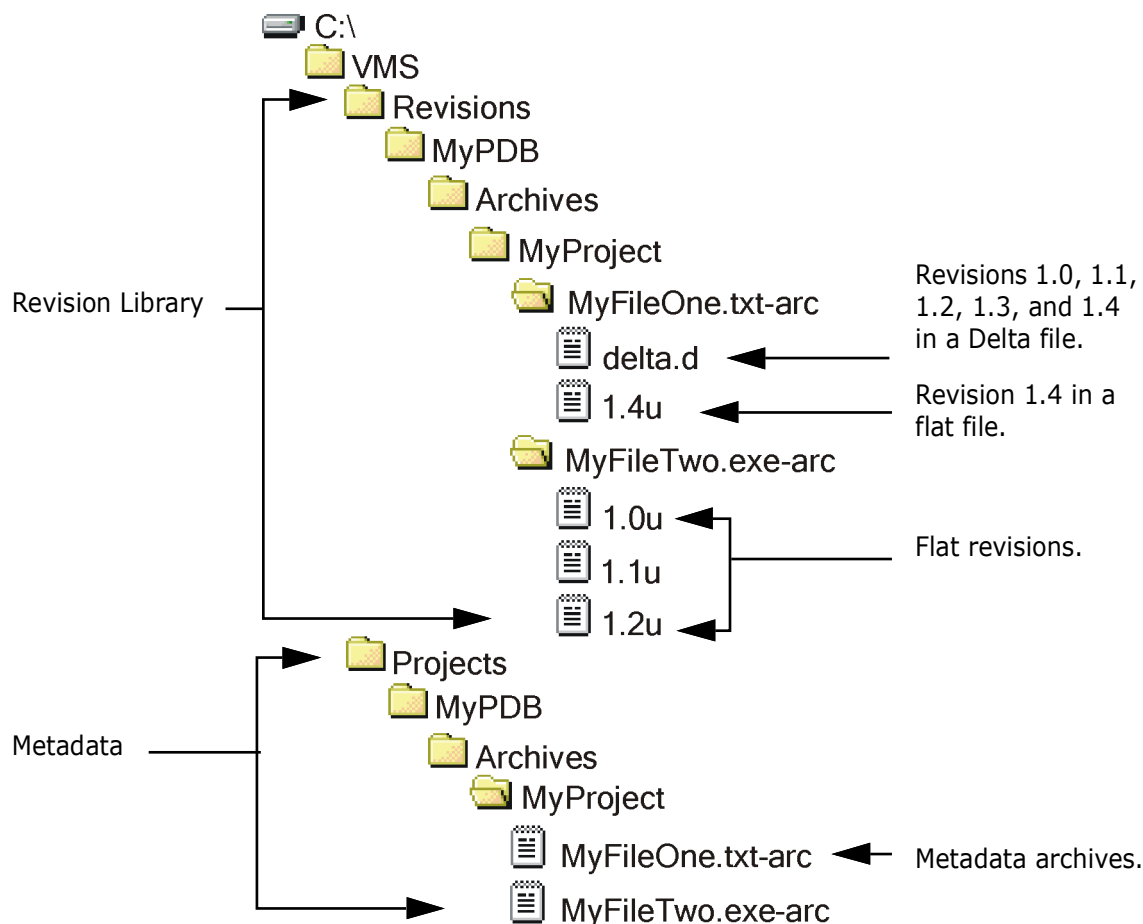 C:\
VMS
Revisions
MyPDB
Archives
MyProject
Revision Library
MyFileOne.txt-arc
delta.d
Revisions 1.0, 1.1,
1.2, 1.3, and 1.4
in a Delta file.
1.4u
Revision 1.4 in a
flat file.
MyFileTwo.exe-arc
1.0u
1.1u
Flat revisions.
1.2u
Projects
MyPDB
Metadata
Archives
MyProject
MyFileOne.txt-arc
Metadata archives.
MyFileTwo.exe-arc